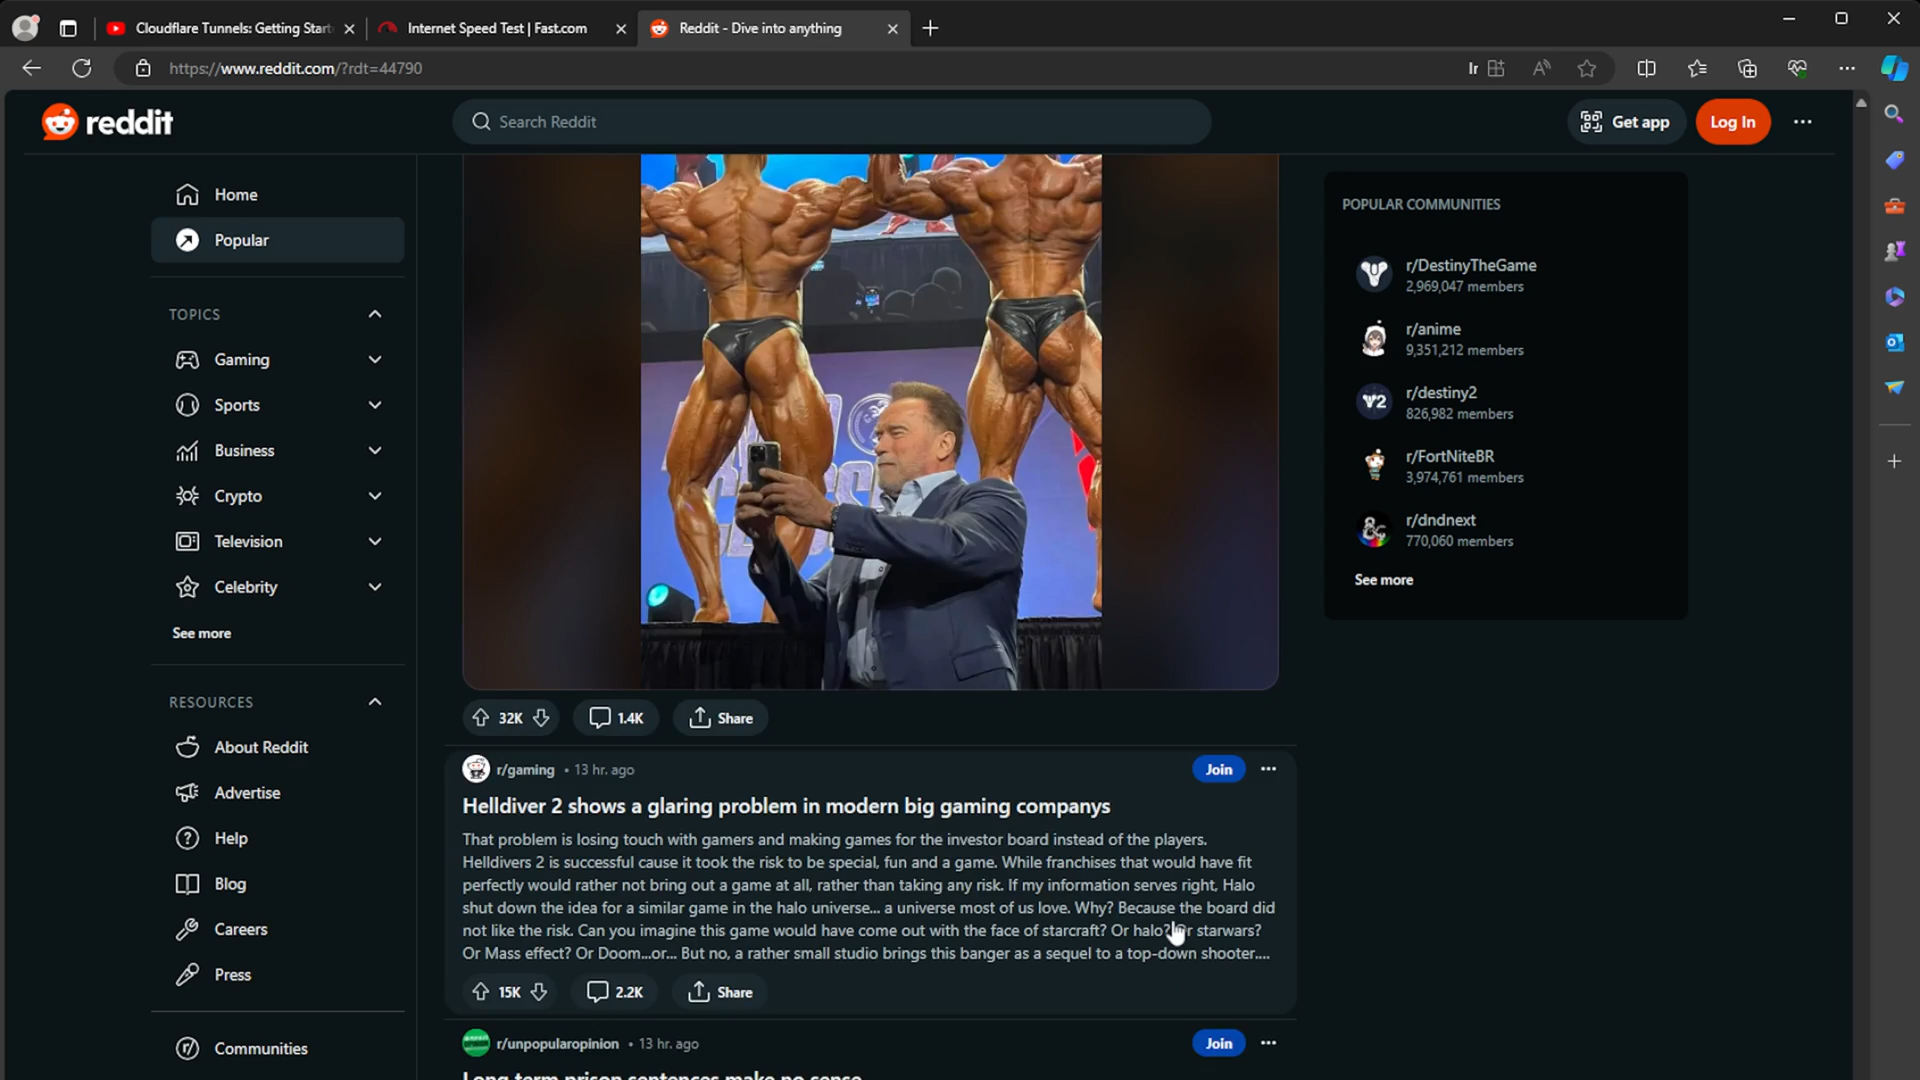 Cloudflare Tunnels: Getting Start
Internet Speed Test | Fast.com
Reddit - Dive into anything
https://www.reddit.com/?rdt=44790
reddit
Search Reddit
Get app
Log In
Home
Popular
TOPICS
Gaming
Sports
Business
Crypto
Television
Celebrity
See more
RESOURCES
About Reddit
Advertise
Help
Blog
Careers
Press
Communities
32K
1.4K
Share
r/gaming • 13 hr. ago
Join
Helldiver 2 shows a glaring problem in modern big gaming companys
That problem is losing touch with gamers and making games for the investor board instead of the players.
Helldivers 2 is successful cause it took the risk to be special, fun and a game. While franchises that would have fit
perfectly would rather not bring out a game at all, rather than taking any risk. If my information serves right, Halo
shut down the idea for a similar game in the halo universe... a universe most of us love. Why? Because the board did
not like the risk. Can you imagine this game would have come out with the face of starcraft? Or halo? Or starwars?
Or Mass effect? Or Doom...or... But no, a rather small studio brings this banger as a sequel to a top-down shooter....
15K
2.2K
Share
r/unpopularopinion • 13 hr. ago
Join
Long term prison sentences make no sense
POPULAR COMMUNITIES
r/DestinyTheGame
2,969,047 members
r/anime
9,351,212 members
r/destiny2
826,982 members
r/FortNiteBR
3,974,761 members
r/dndnext
770,060 members
See more